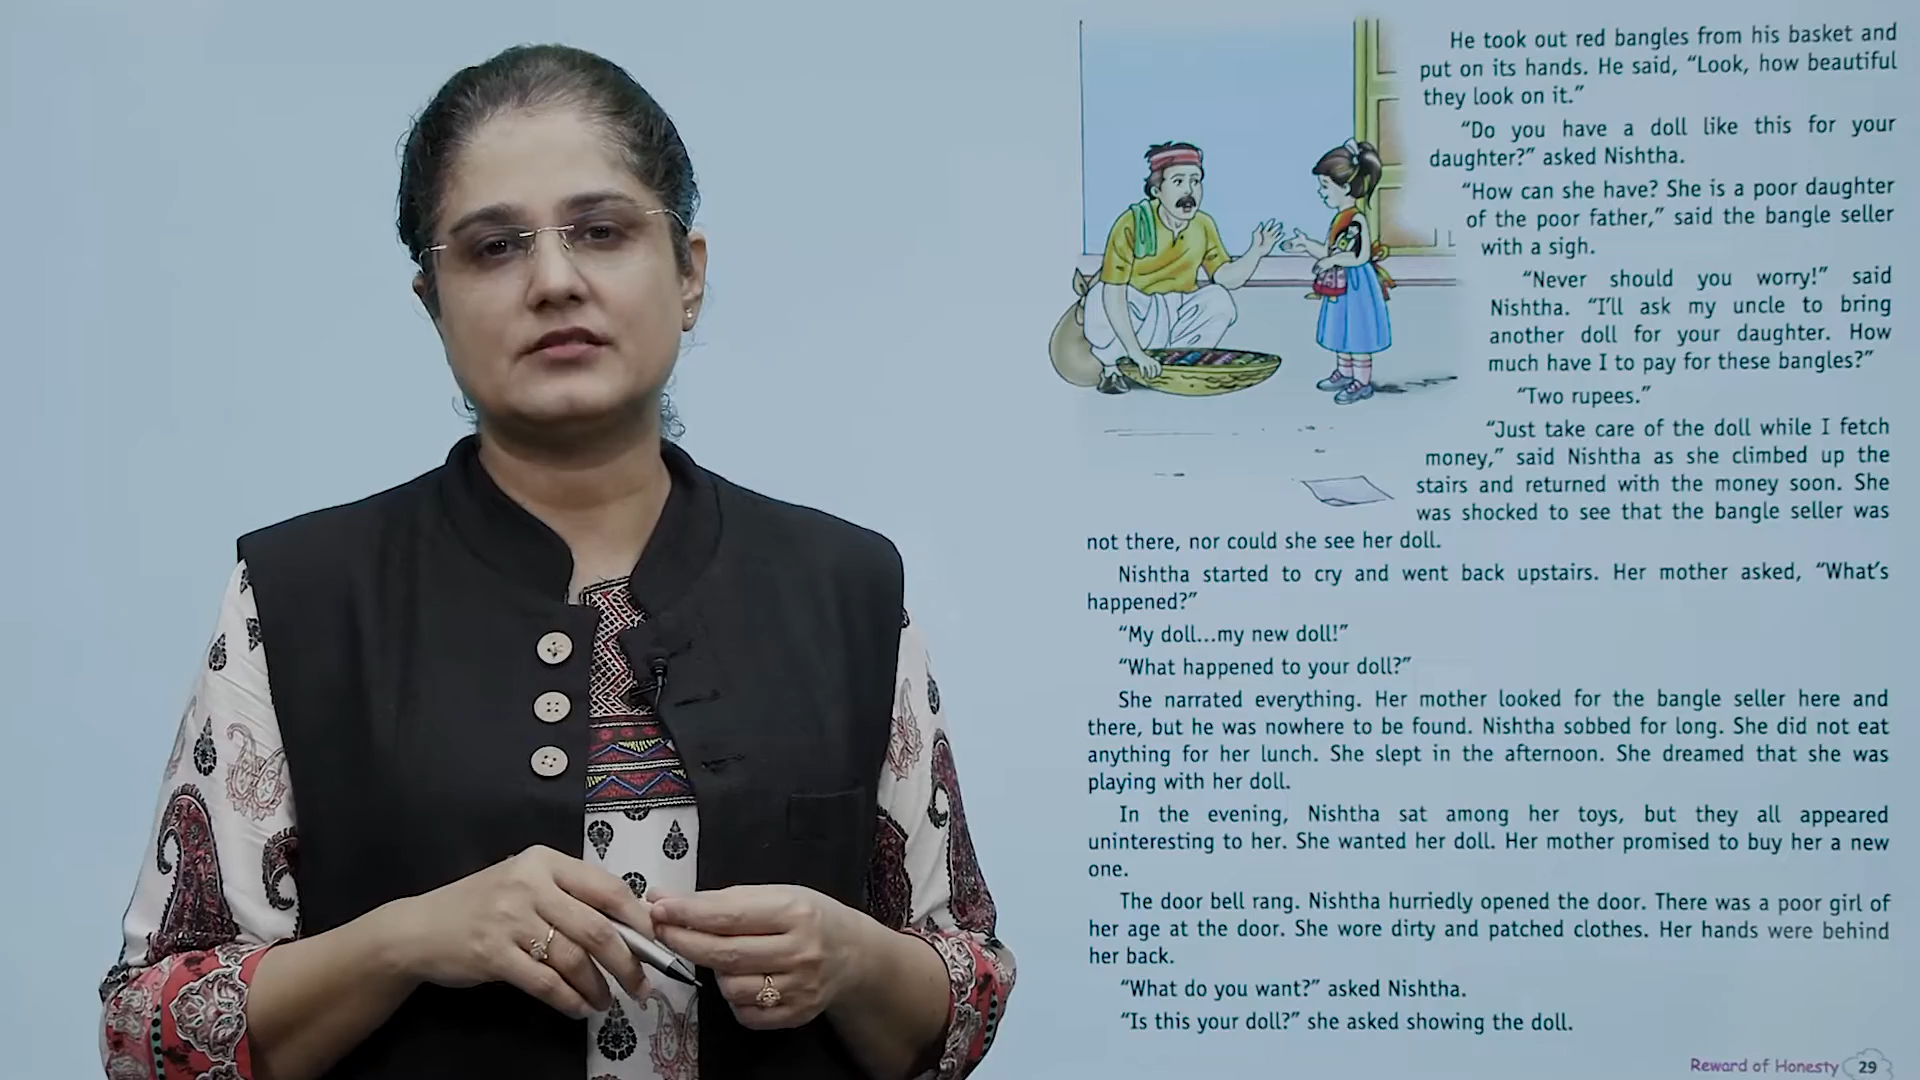 He took out red bangles from his basket and
put on its hands. He said, “Look, how beautiful
they look on it.”
“Do you have a doll like this for your
daughter?” asked Nishtha.
“How can she have? She is a poor daughter
of the poor father,” said the bangle seller
with a sigh.
“Never should you worry!” said
Nishtha. “I’ll ask my uncle to bring
another doll for your daughter. How
much have I to pay for these bangles?”
“Two rupees.”
“Just take care of the doll while I fetch
money,” said Nishtha as she climbed up the
stairs and returned with the money soon. She
was shocked to see that the bangle seller was
not there, nor could she see her doll.
Nishtha started to cry and went back upstairs. Her mother asked, “What’s
happened?”
“My doll...my new doll!”
“What happened to your doll?”
She narrated everything. Her mother looked for the bangle seller here and
there, but he was nowhere to be found. Nishtha sobbed for long. She did not eat
anything for her lunch. She slept in the afternoon. She dreamed that she was
playing with her doll.
In the evening, Nishtha sat among her toys, but they all appeared
uninteresting to her. She wanted her doll. Her mother promised to buy her a new
one.
The door bell rang. Nishtha hurriedly opened the door. There was a poor girl of
her age at the door. She wore dirty and patched clothes. Her hands were behind
her back.
“What do you want?” asked Nishtha.
“Is this your doll?” she asked showing the doll.
Reward of Honesty 29